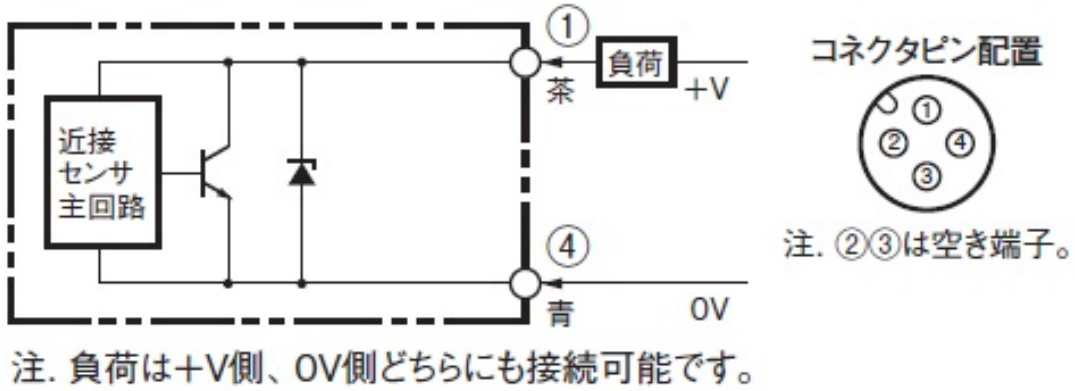 ①
負荷
茶
+V
近接
センサ
主回路
④
青
0V
注. 負荷は+V側、0V側どちらにも接続可能です。
コネクタピン配置
①
② ④
③
注. ②③は空き端子。